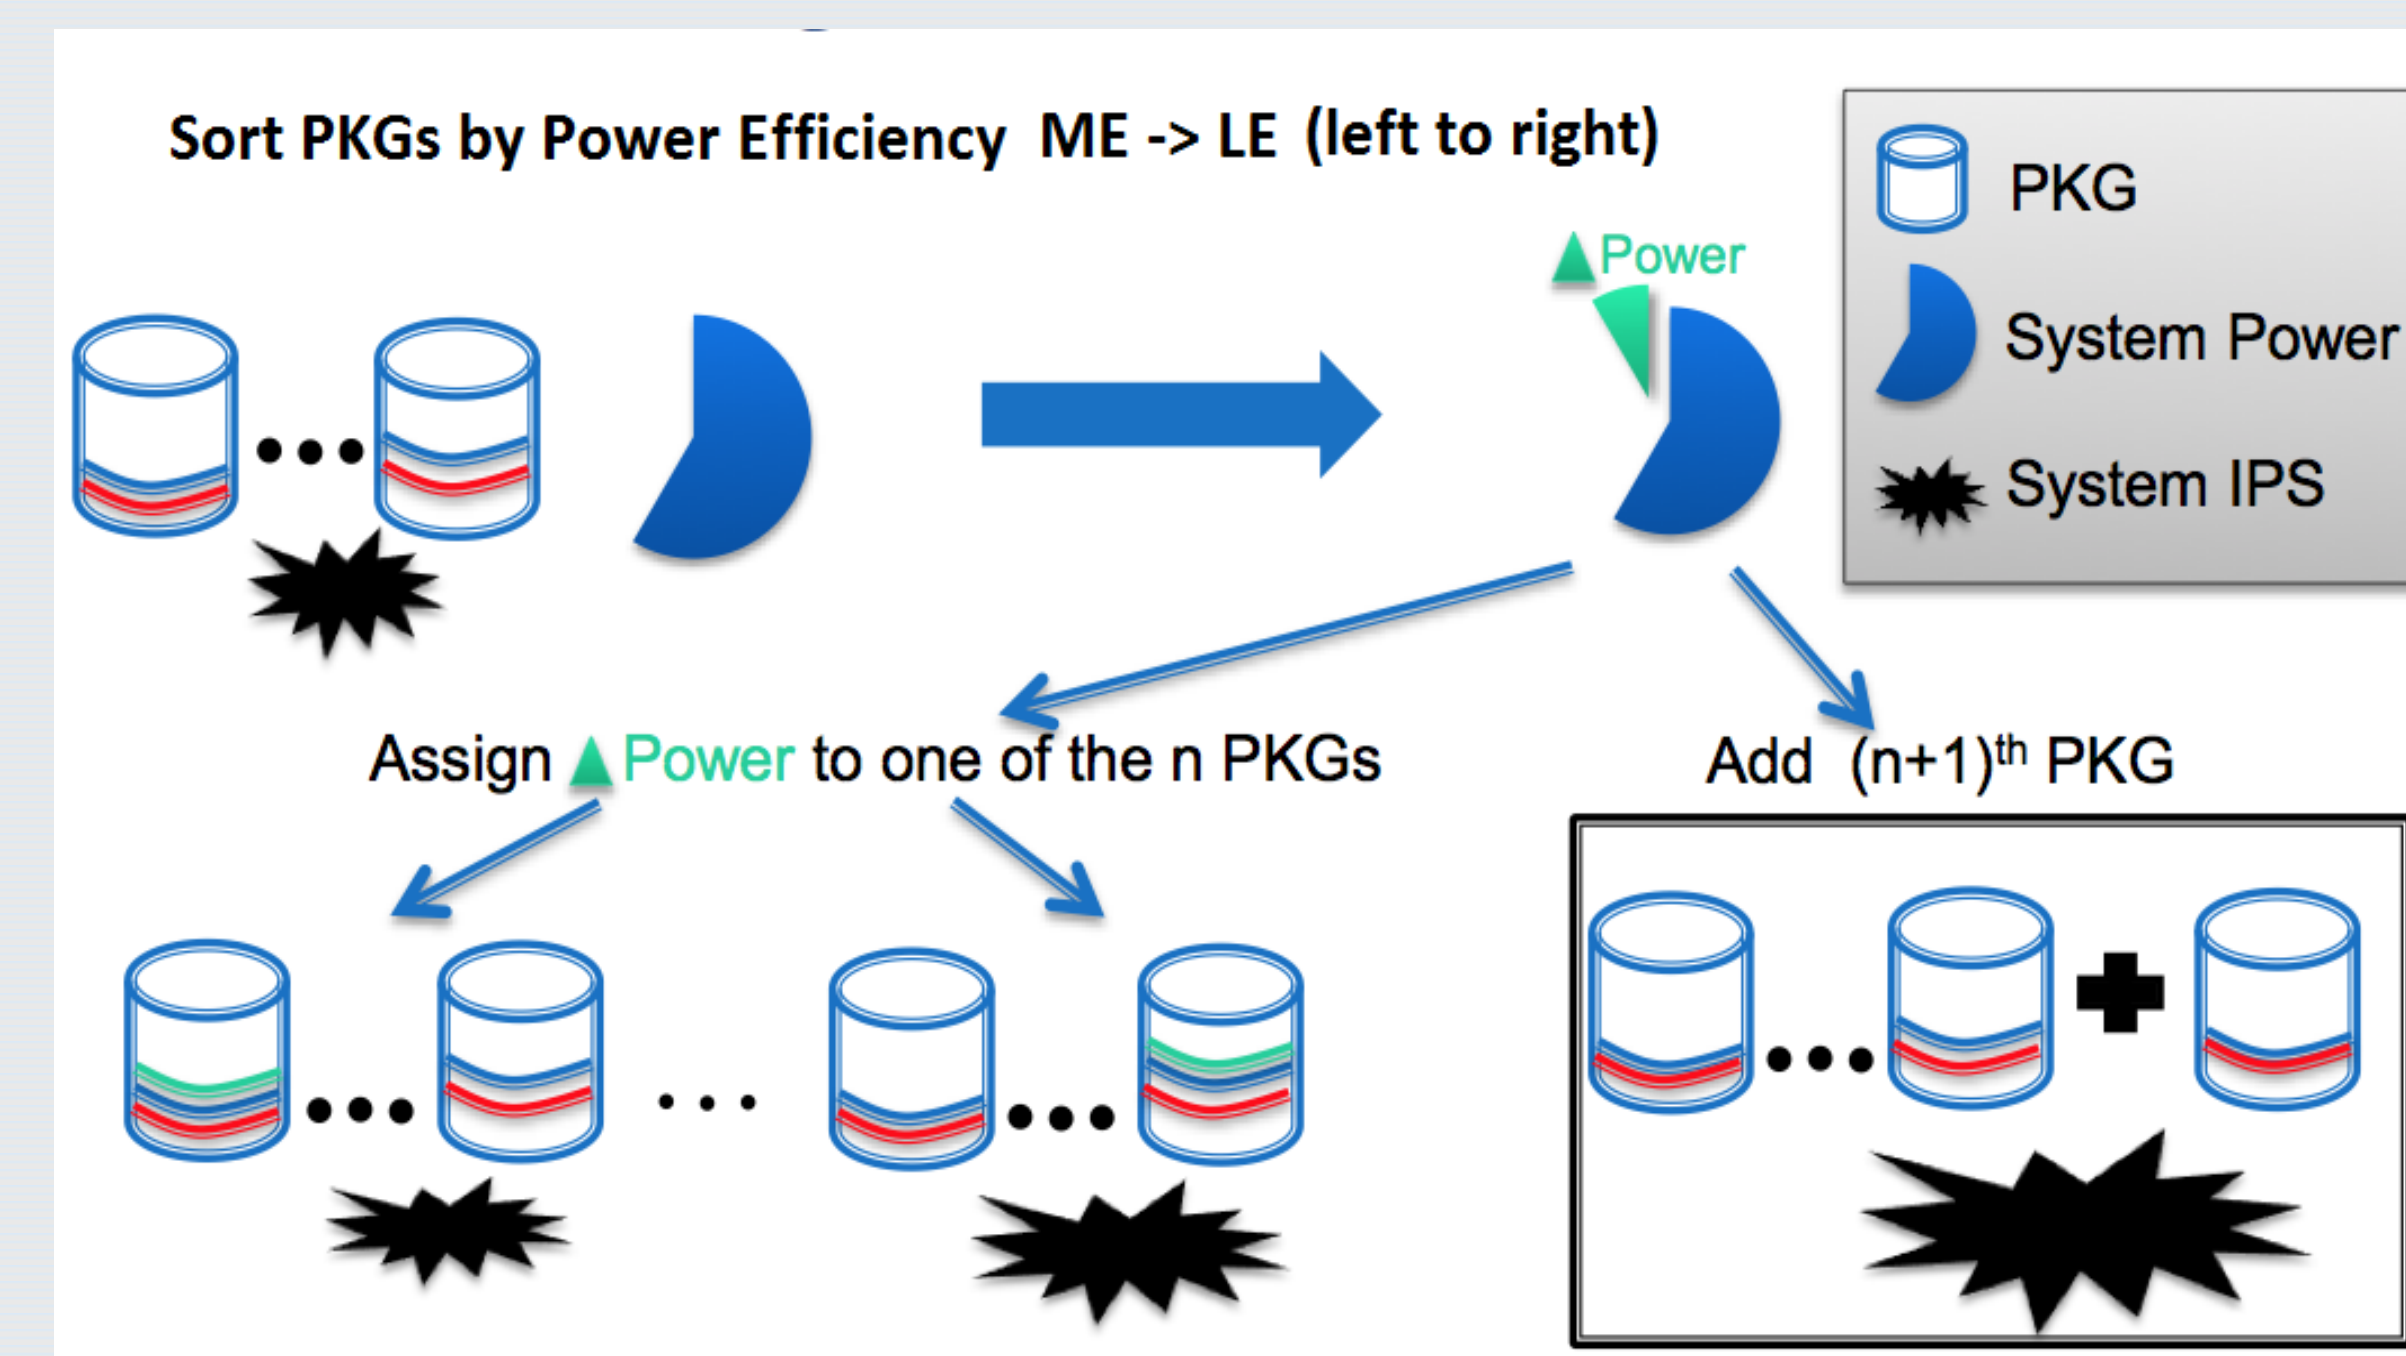 Sort PKGs by Power Efficiency ME -> LE (left to right)
PKG
System Power
System IPS
Power
Assign Power to one of the n PKGs
Add (n+1)th PKG